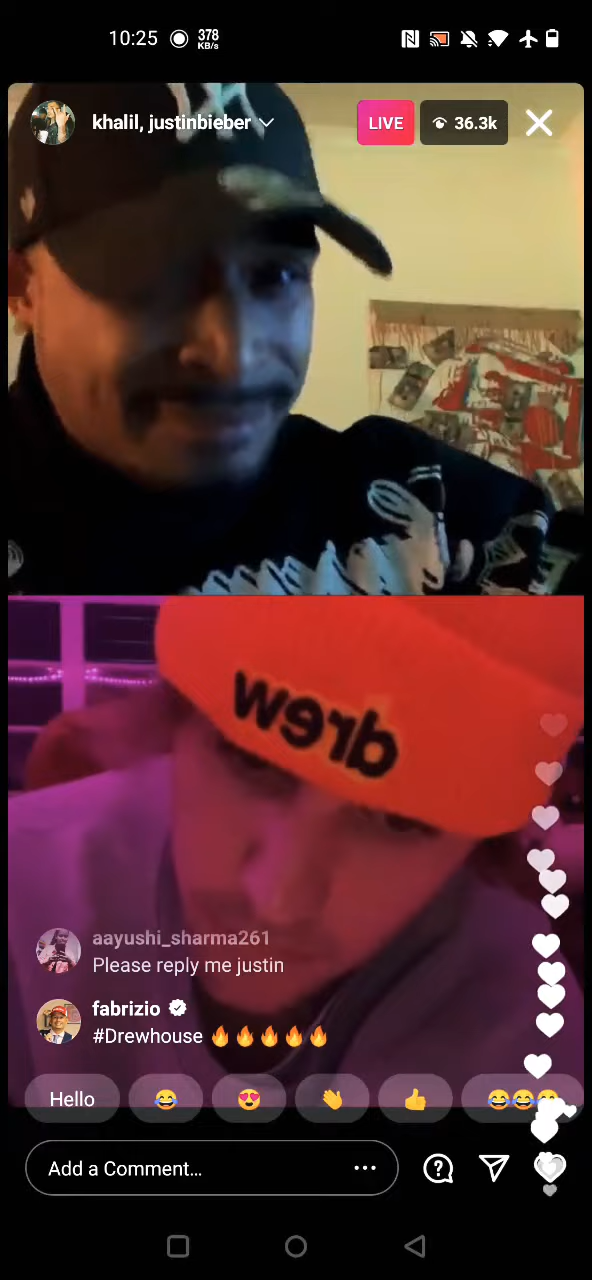 10:25 378 KB/s
khalil, justinbieber LIVE 36.3k
drew
aayushi_sharma261
Please reply me justin
fabrizio
#Drewhouse 🔥🔥🔥🔥🔥
Hello 😂 😍 👏 👍 😂😂😂
Add a Comment...